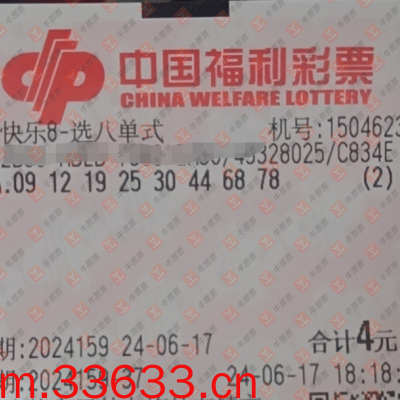 中国福利彩票
CHINA WELFARE LOTTERY
快乐8-选八单式 机号:1504623
/45328025/C834E
.09 12 19 25 30 44 68 78 (2)
期:2024159 24-06-17 合计4元
24-06-17 18:18:
m.33633.cn